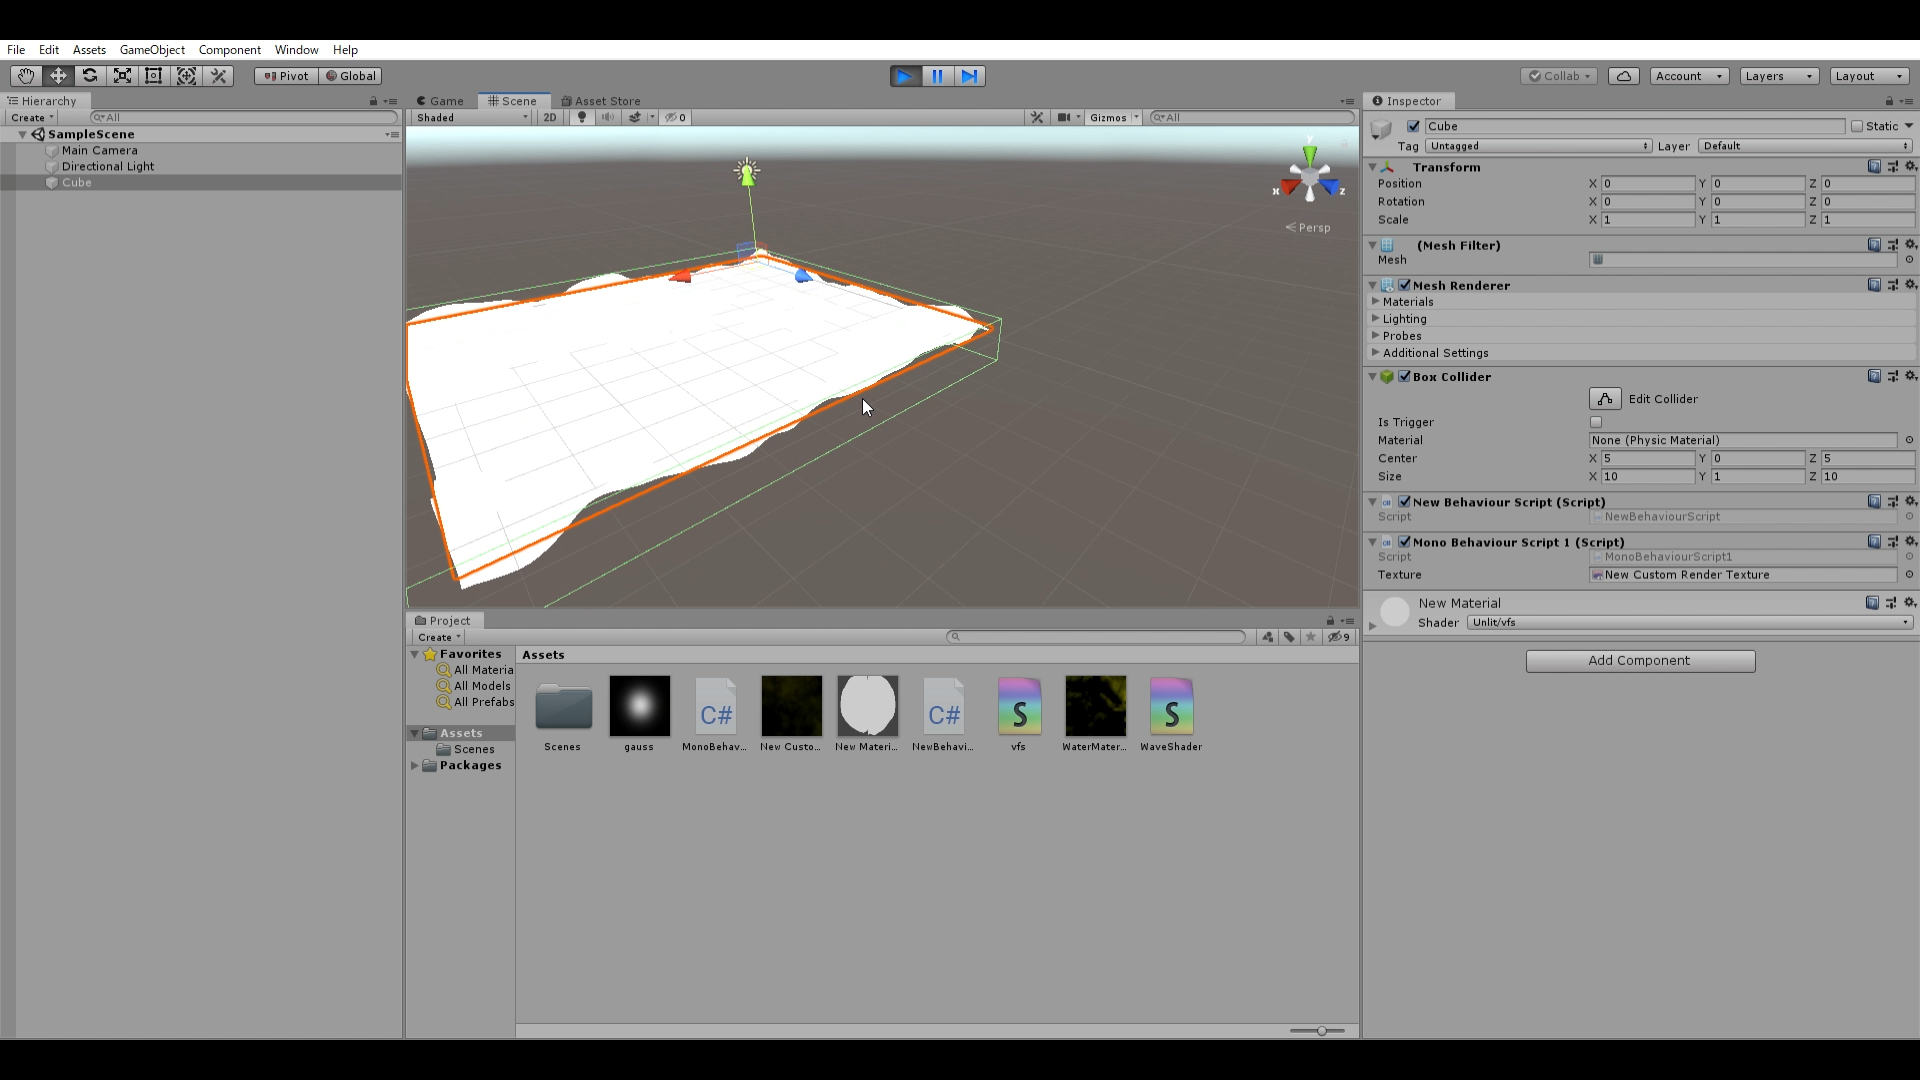 File Edit Assets GameObject Component Window Help
Pivot Global Collab Account Layers Layout
Hierarchy
Create All
SampleScene
Main Camera
Directional Light
Cube
Game Scene Asset Store
Shaded 2D 0 Gizmos All
y
x z
Persp
Project
Create 9
Favorites
All Materia
All Models
All Prefabs
Assets
Scenes
Packages
Assets
C# C# S S
Scenes gauss MonoBehav... New Custo... New Materi... NewBehavi... vfs WaterMater... WaveShader
Inspector
Cube Static
Tag Untagged Layer Default
Transform
Position X 0 Y 0 Z 0
Rotation X 0 Y 0 Z 0
Scale X 1 Y 1 Z 1
(Mesh Filter)
Mesh
Mesh Renderer
Materials
Lighting
Probes
Additional Settings
Box Collider
Edit Collider
Is Trigger
Material None (Physic Material)
Center X 5 Y 0 Z 5
Size X 10 Y 1 Z 10
New Behaviour Script (Script)
Script NewBehaviourScript
Mono Behaviour Script 1 (Script)
Script MonoBehaviourScript1
Texture New Custom Render Texture
New Material
Shader Unlit/vfs
Add Component